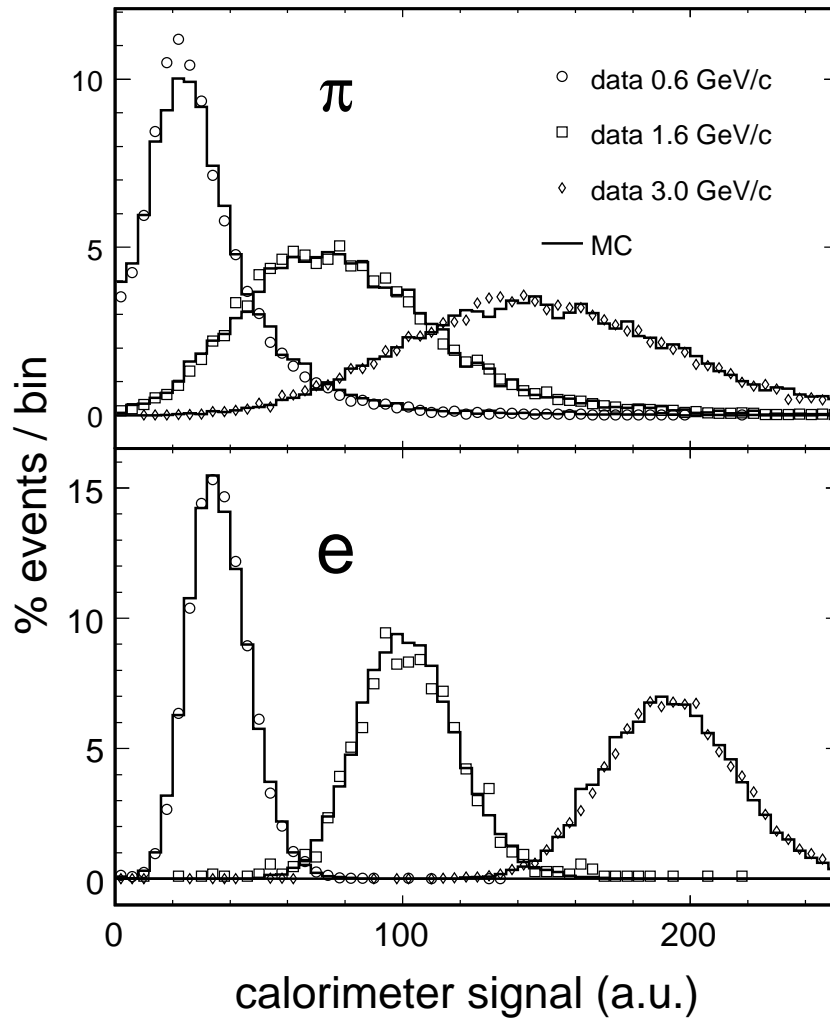 π
data 0.6 GeV/c
data 1.6 GeV/c
data 3.0 GeV/c
MC
10
5
0
% events / bin
e
15
10
5
0
0 100 200
calorimeter signal (a.u.)